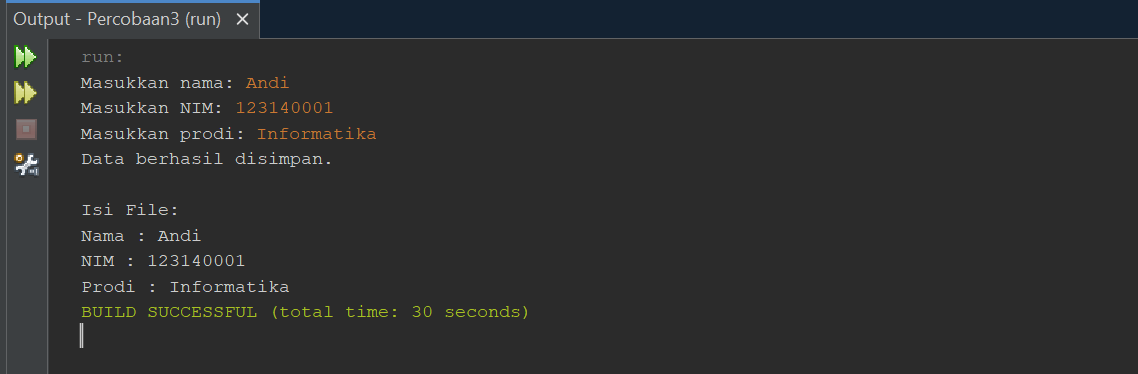 Output - Percobaan3 (run) ×
run:
Masukkan nama: Andi
Masukkan NIM: 123140001
Masukkan prodi: Informatika
Data berhasil disimpan.
Isi File:
Nama : Andi
NIM : 123140001
Prodi : Informatika
BUILD SUCCESSFUL (total time: 30 seconds)